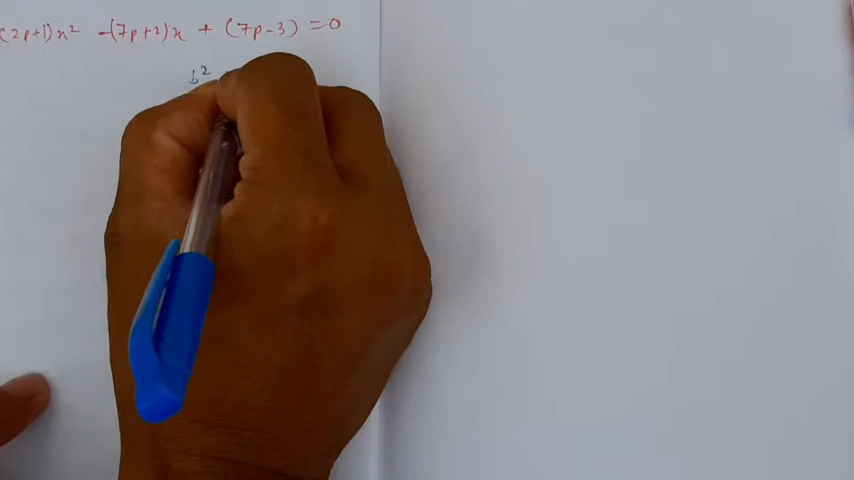 (2p+1)x² -(7p+2)x + (7p-3) =0
b²